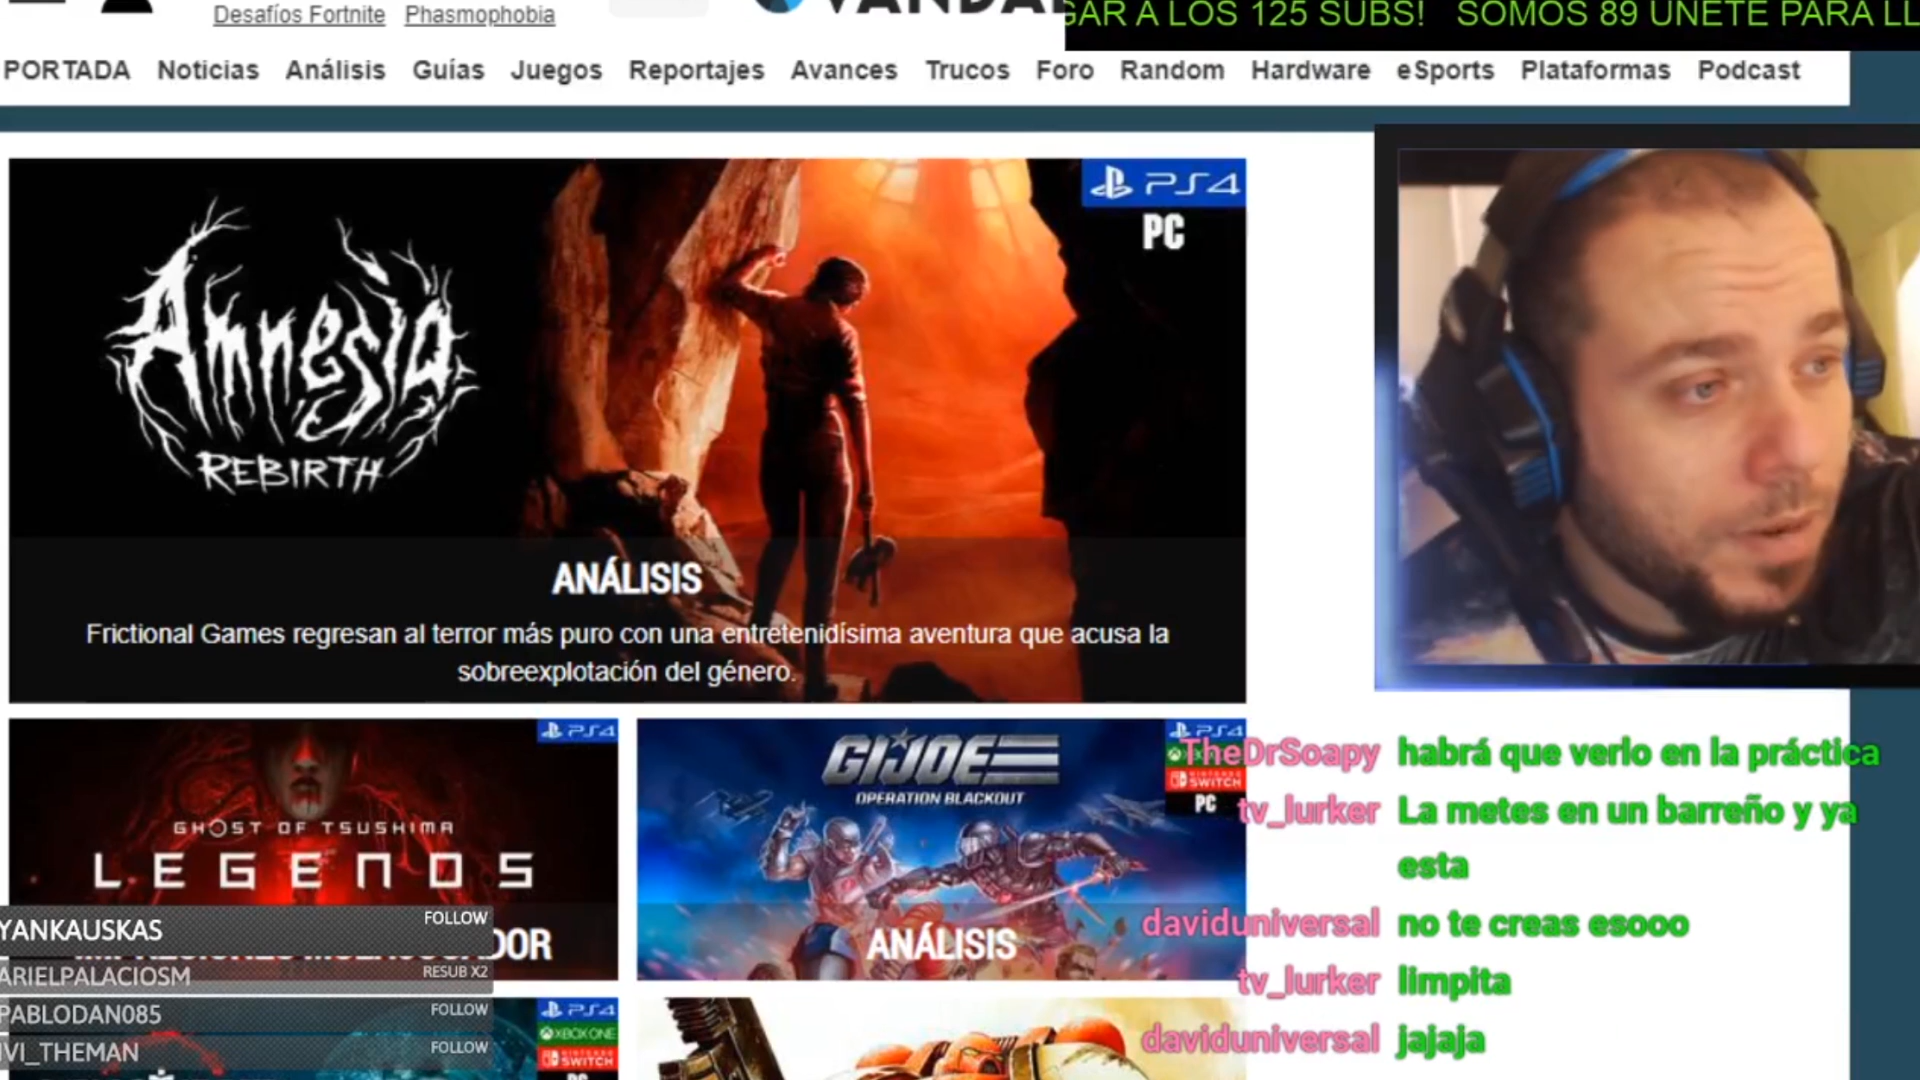 Desafíos Fortnite Phasmophobia
GAR A LOS 125 SUBS! SOMOS 89 UNETE PARA LL
PORTADA Noticias Análisis Guías Juegos Reportajes Avances Trucos Foro Random Hardware eSports Plataformas Podcast
PS4
PC
Amnesia
REBIRTH
ANÁLISIS
Frictional Games regresan al terror más puro con una entretenidísima aventura que acusa la
sobreexplotación del género.
PS4
GHOST OF TSUSHIMA
LEGENDS
GI JOE
OPERATION BLACKOUT
PS4
SWITCH
PC
ANÁLISIS
TheDrSoapy habrá que verlo en la práctica
tv_lurker La metes en un barreño y ya
esta
daviduniversal no te creas esooo
tv_lurker limpita
daviduniversal jajaja
YANKAUSKAS FOLLOW
ARIELPALACIOSM RESUB X2
PABLODAN085 FOLLOW
IVI_THEMAN FOLLOW
PS4
XBOX ONE
NINTENDO SWITCH